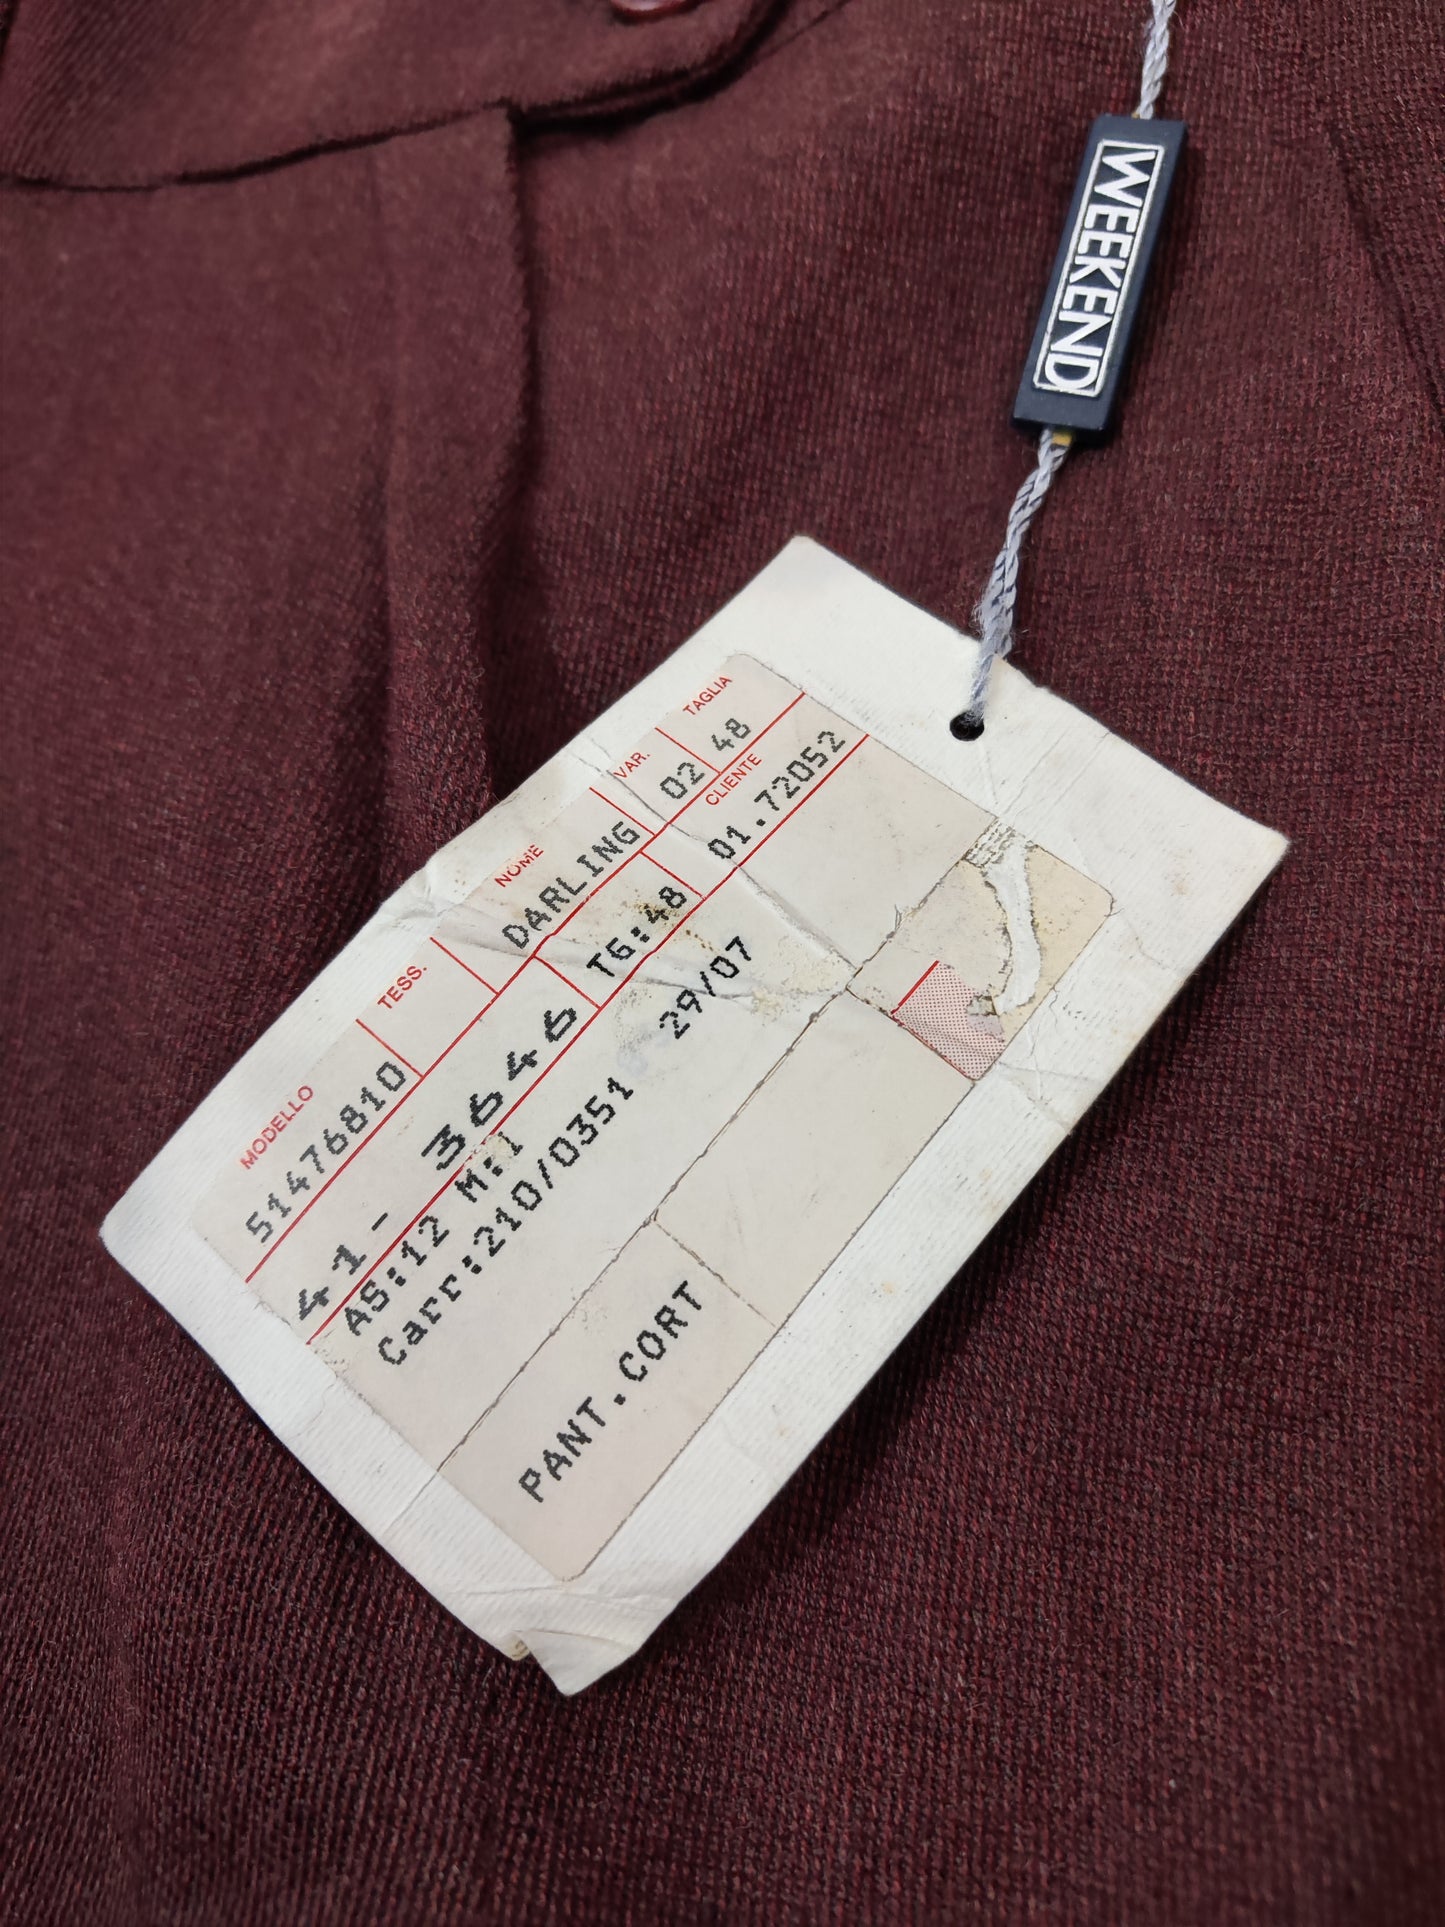 WEEKEND
MODELLO TESS. NOME VAR. TAGLIA
51476810 DARLING 02 48
CLIENTE
41- 3646 TG:48 01.72052
AS:12 M:1
Carr:210/0351 29/07
PANT.CORT